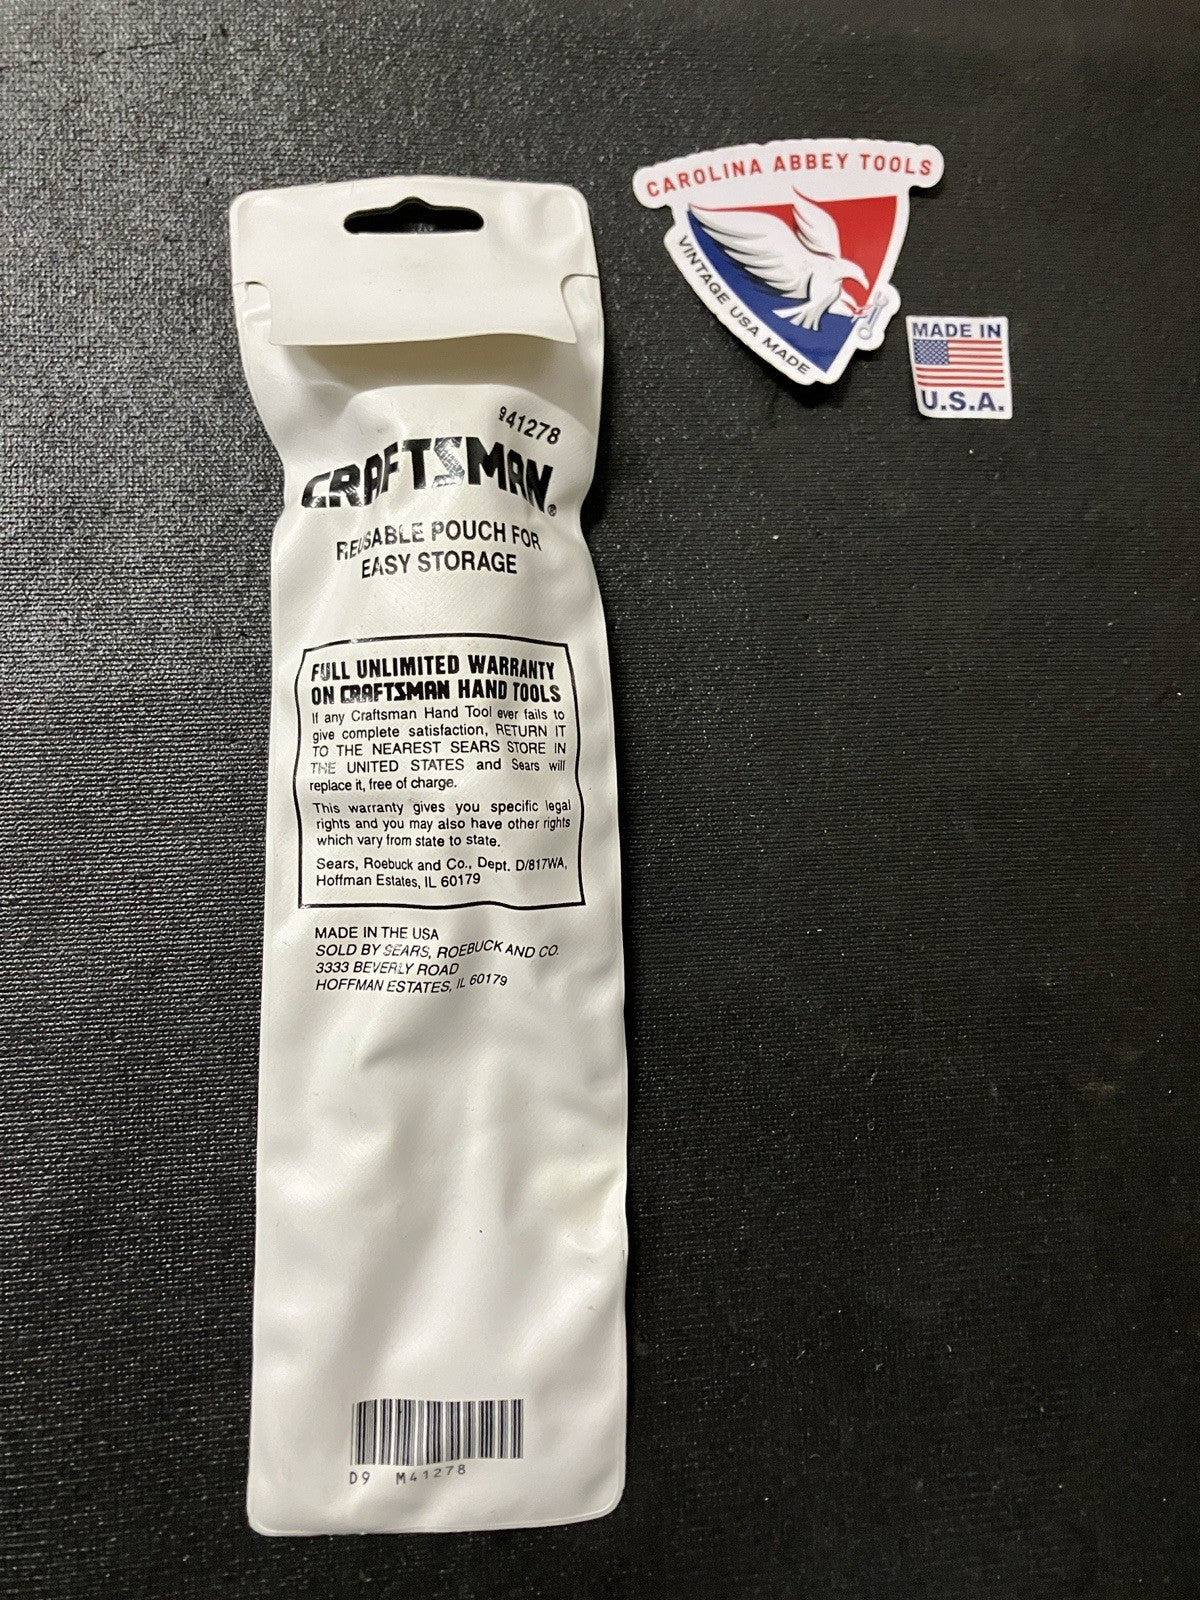 CAROLINA ABBEY TOOLS
VINTAGE USA MADE
MADE IN
U.S.A.
941278
CRAFTSMAN®
REUSABLE POUCH FOR
EASY STORAGE
FULL UNLIMITED WARRANTY
ON CRAFTSMAN HAND TOOLS
If any Craftsman Hand Tool ever fails to
give complete satisfaction, RETURN IT
TO THE NEAREST SEARS STORE IN
THE UNITED STATES and Sears will
replace it, free of charge.
This warranty gives you specific legal
rights and you may also have other rights
which vary from state to state.
Sears, Roebuck and Co., Dept. D/817WA,
Hoffman Estates, IL 60179
MADE IN THE USA
SOLD BY SEARS, ROEBUCK AND CO.
3333 BEVERLY ROAD
HOFFMAN ESTATES, IL 60179
D9 M41278